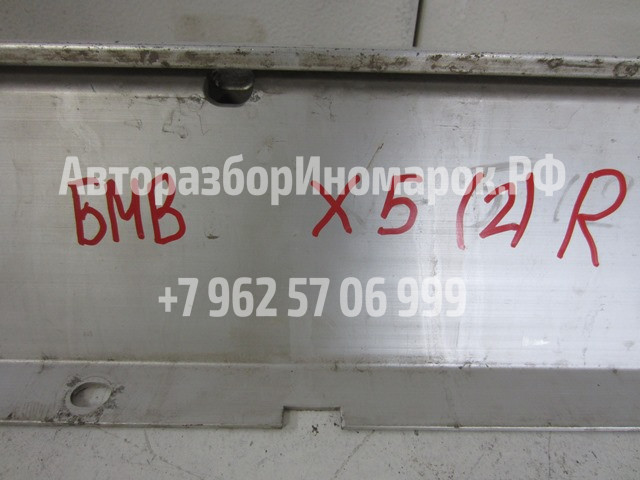 АвторазборИномарок.РФ
БМВ X5 (2) R
+7 962 57 06 999